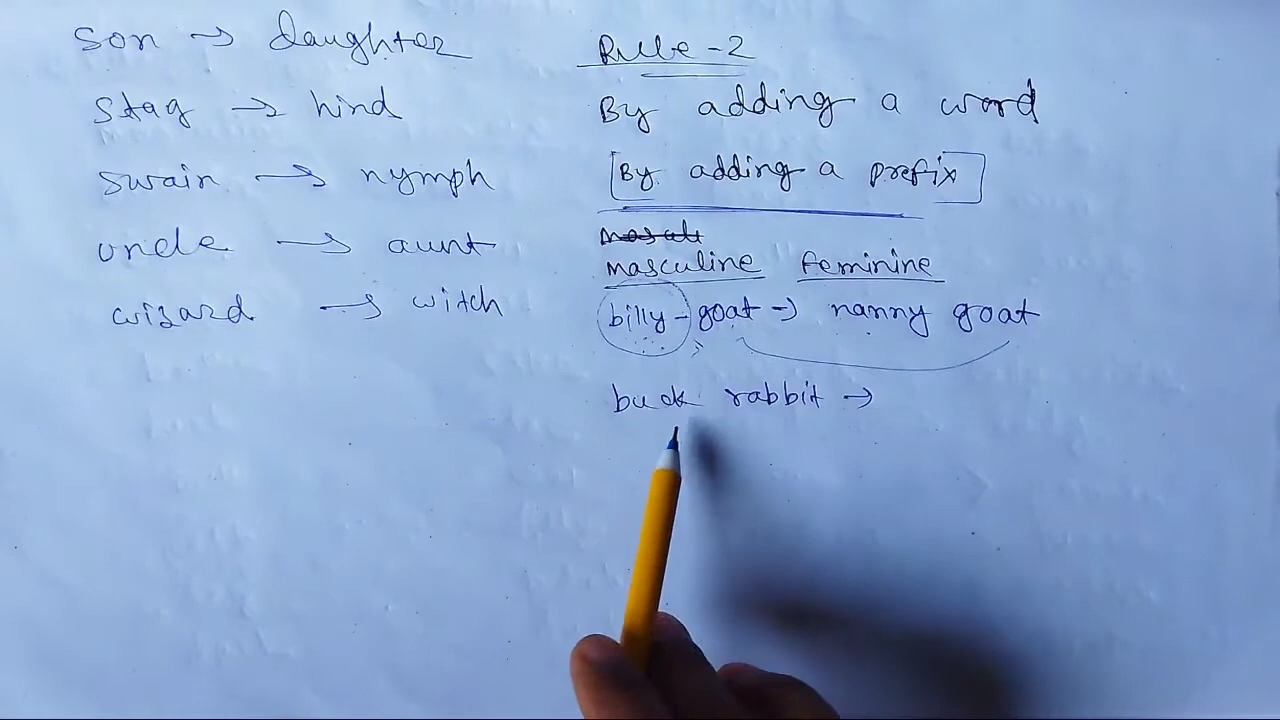 son → daughter
stag → hind
swain → nymph
uncle → aunt
wizard → witch
Rule-2
By adding a word
[By adding a prefix]
masculine feminine
billy-goat → nanny goat
buck rabbit →